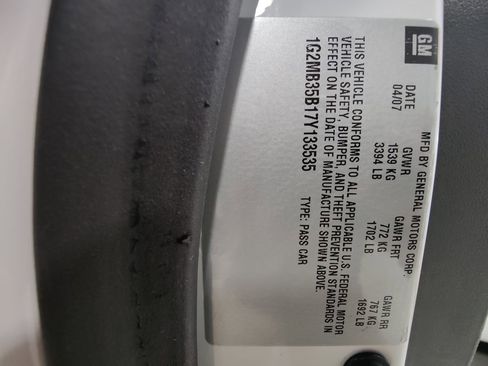 GM
MFD BY GENERAL MOTORS CORP.
DATE GVWR GAWR FRT GAWR RR
04/07 1539 KG 772 KG 767 KG
3394 LB 1702 LB 1692 LB
THIS VEHICLE CONFORMS TO ALL APPLICABLE U.S. FEDERAL MOTOR
VEHICLE SAFETY, BUMPER, AND THEFT PREVENTION STANDARDS IN
EFFECT ON THE DATE OF MANUFACTURE SHOWN ABOVE.
1G2MB35B17Y133535 TYPE: PASS CAR